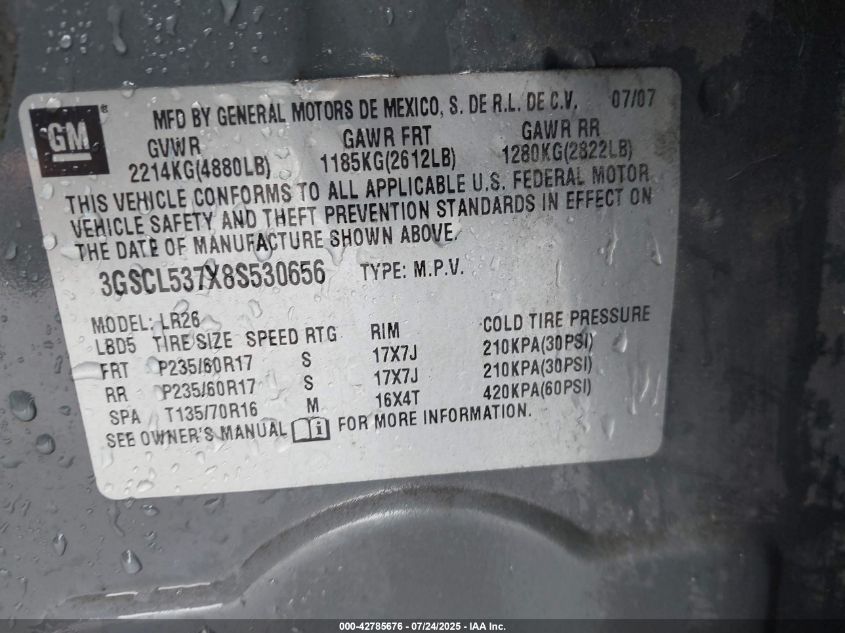 GM®
MFD BY GENERAL MOTORS DE MEXICO, S. DE R.L. DE C.V. 07/07
GVWR GAWR FRT GAWR RR
2214KG(4880LB) 1185KG(2612LB) 1280KG(2822LB)
THIS VEHICLE CONFORMS TO ALL APPLICABLE U.S. FEDERAL MOTOR
VEHICLE SAFETY AND THEFT PREVENTION STANDARDS IN EFFECT ON
THE DATE OF MANUFACTURE SHOWN ABOVE.
3GSCL537X8S530656 TYPE: M.P.V.
MODEL: LR26
LBD5 TIRE SIZE SPEED RTG RIM COLD TIRE PRESSURE
FRT P235/60R17 S 17X7J 210KPA(30PSI)
RR P235/60R17 S 17X7J 210KPA(30PSI)
SPA T135/70R16 M 16X4T 420KPA(60PSI)
SEE OWNER'S MANUAL FOR MORE INFORMATION.
000-42785676 - 07/24/2025 - IAA Inc.